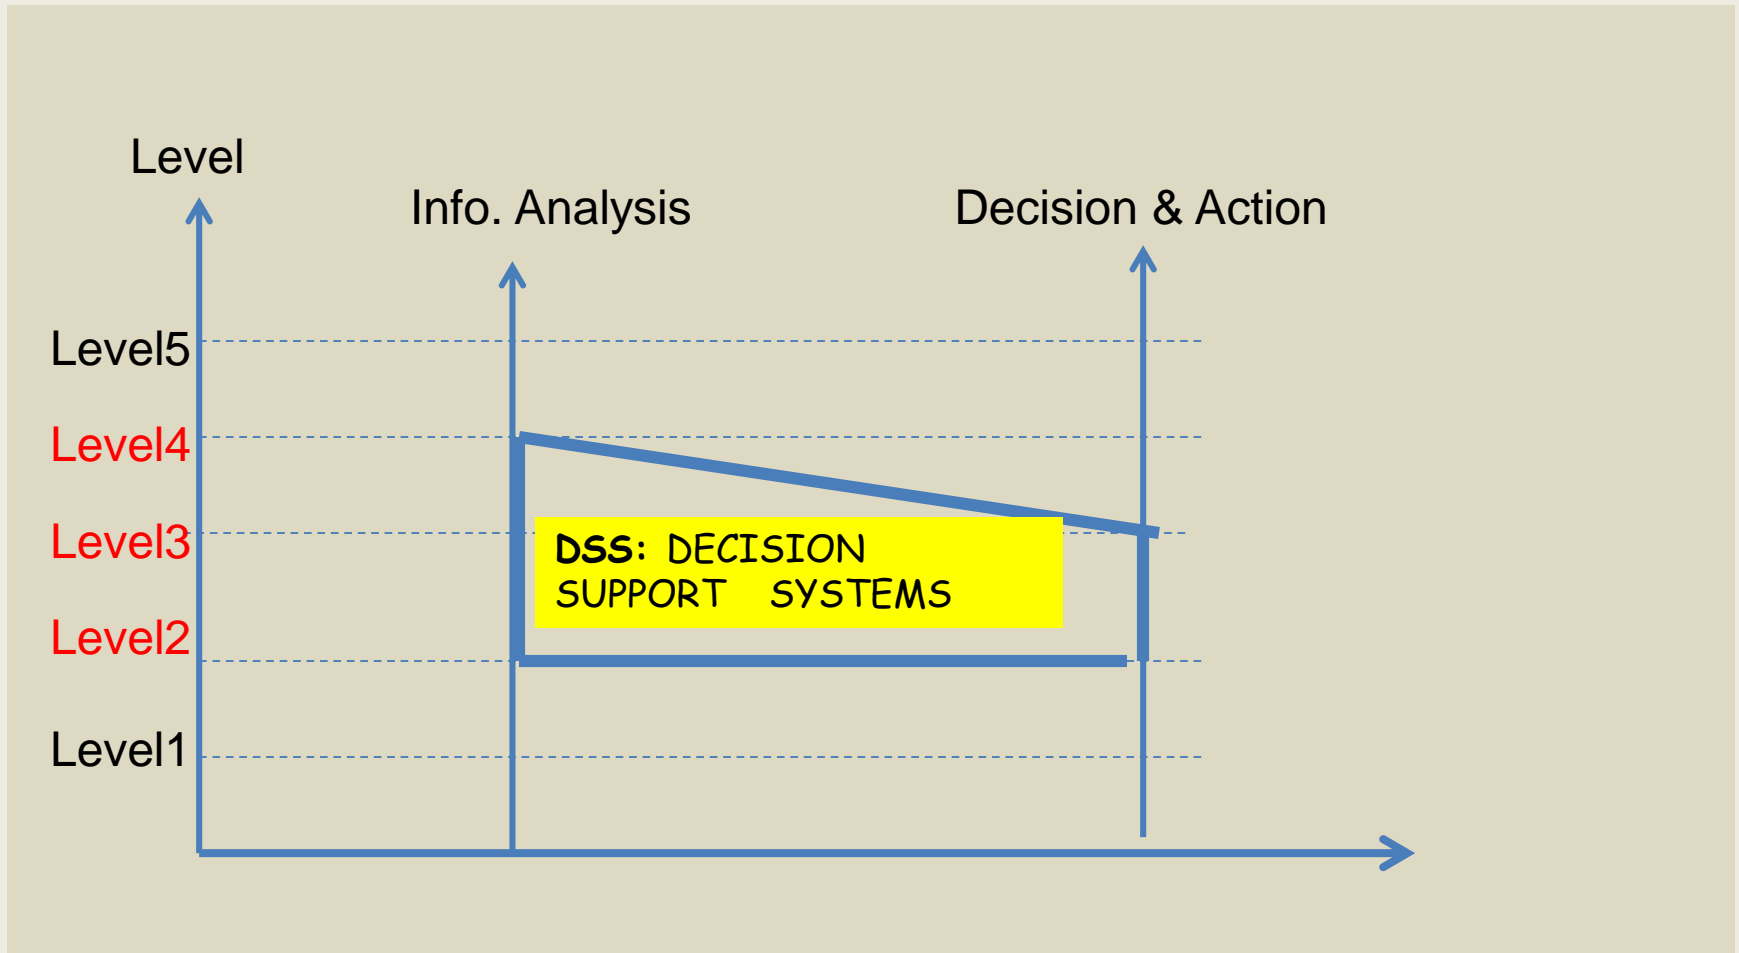 Level
Info. Analysis
Decision & Action
Level5
Level4
Level3
DSS: DECISION
SUPPORT SYSTEMS
Level2
Level1